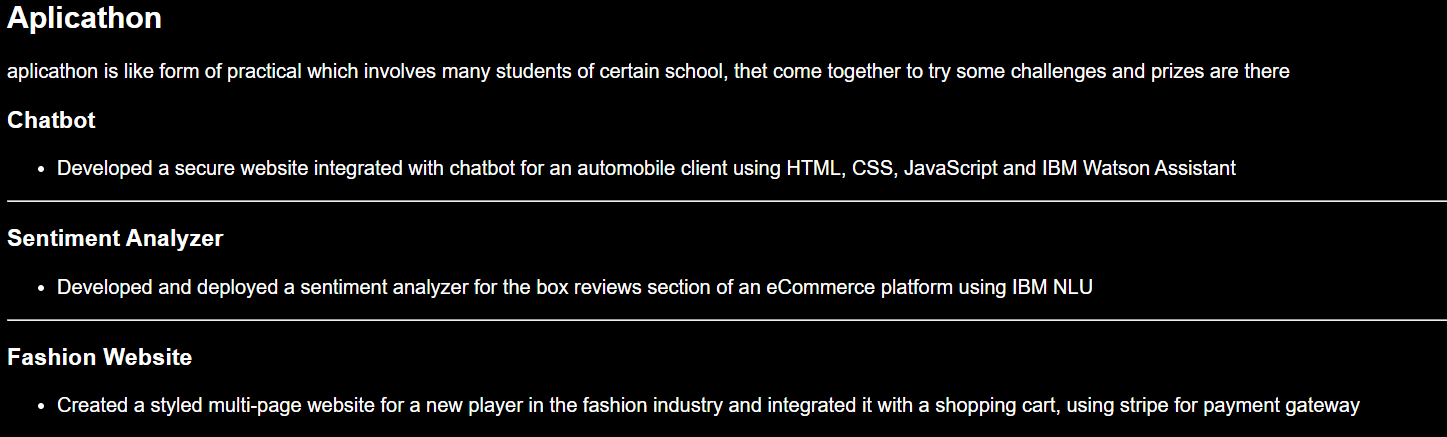 Aplicathon
aplicathon is like form of practical which involves many students of certain school, thet come together to try some challenges and prizes are there
Chatbot
• Developed a secure website integrated with chatbot for an automobile client using HTML, CSS, JavaScript and IBM Watson Assistant
Sentiment Analyzer
• Developed and deployed a sentiment analyzer for the box reviews section of an eCommerce platform using IBM NLU
Fashion Website
• Created a styled multi-page website for a new player in the fashion industry and integrated it with a shopping cart, using stripe for payment gateway